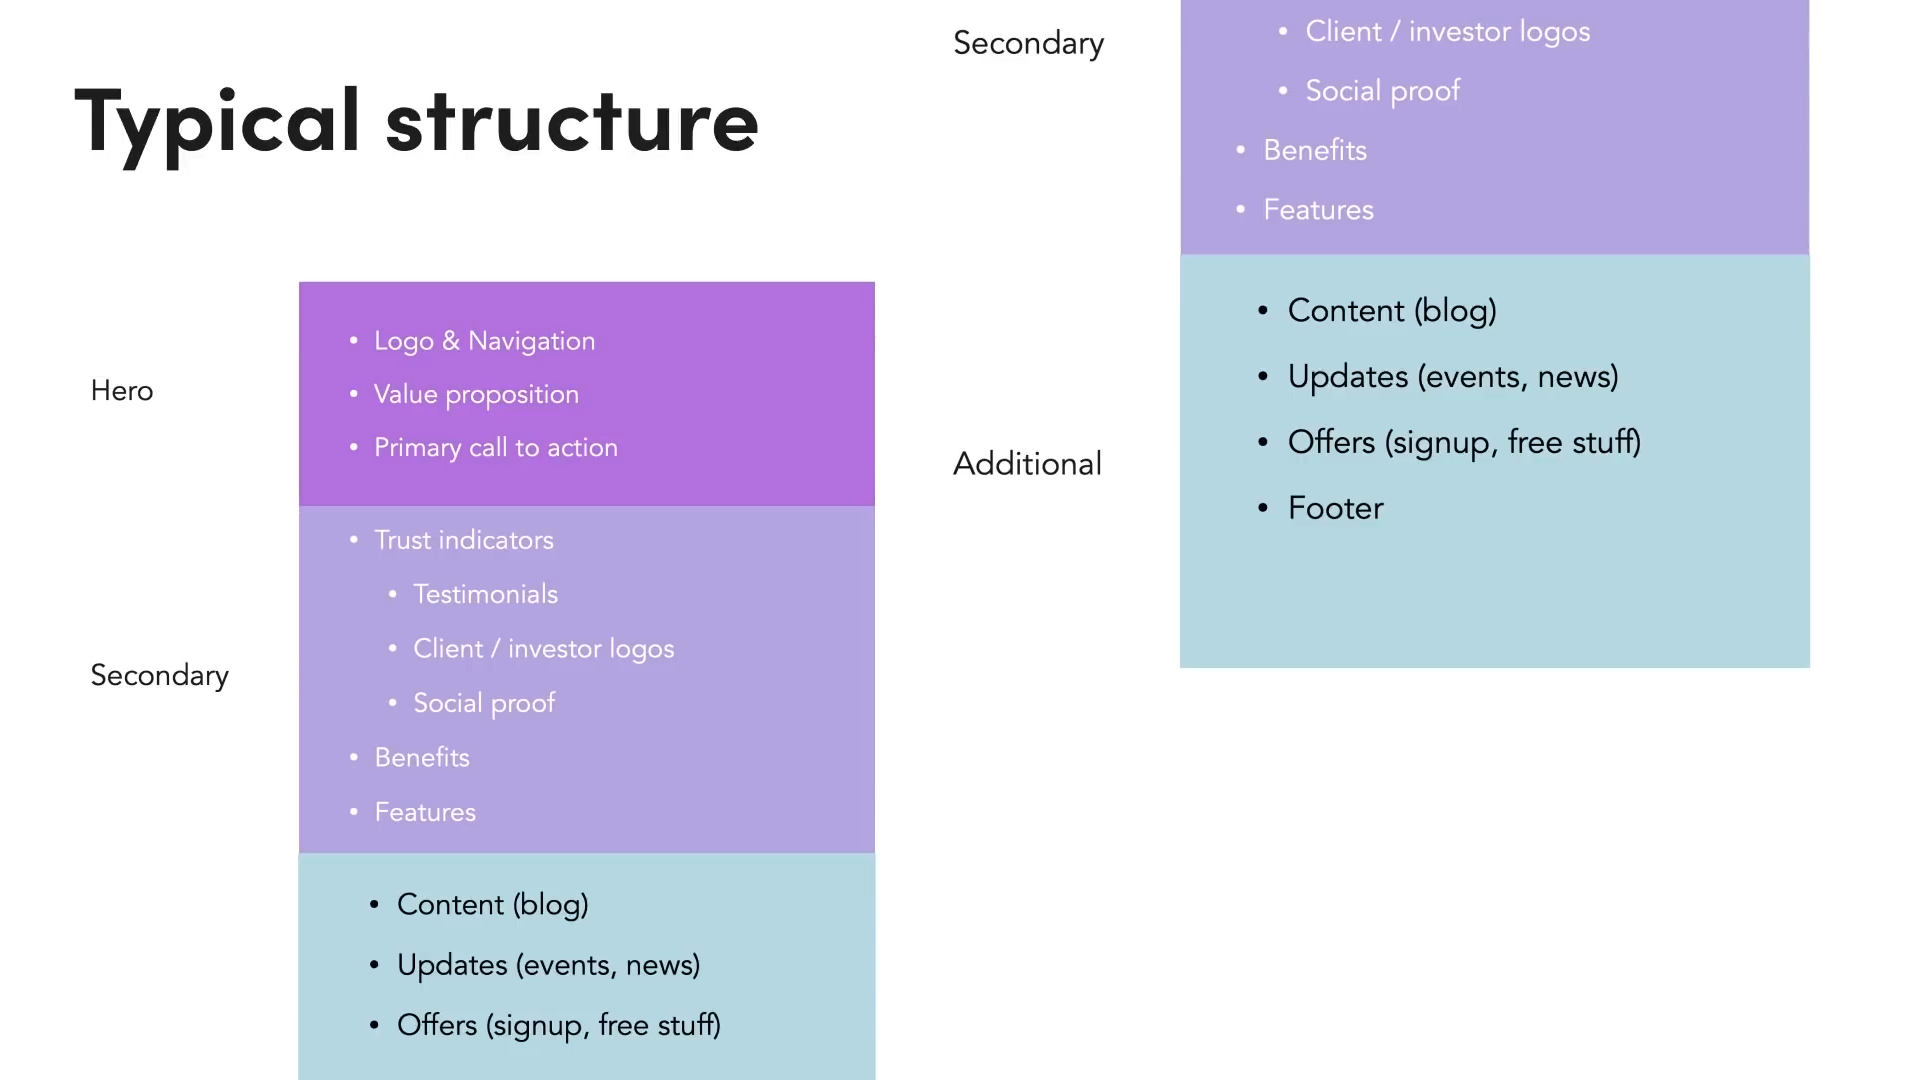 Typical structure
Hero
• Logo & Navigation
• Value proposition
• Primary call to action
Secondary
• Trust indicators
• Testimonials
• Client / investor logos
• Social proof
• Benefits
• Features
• Content (blog)
• Updates (events, news)
• Offers (signup, free stuff)
Secondary
• Client / investor logos
• Social proof
• Benefits
• Features
Additional
• Content (blog)
• Updates (events, news)
• Offers (signup, free stuff)
• Footer